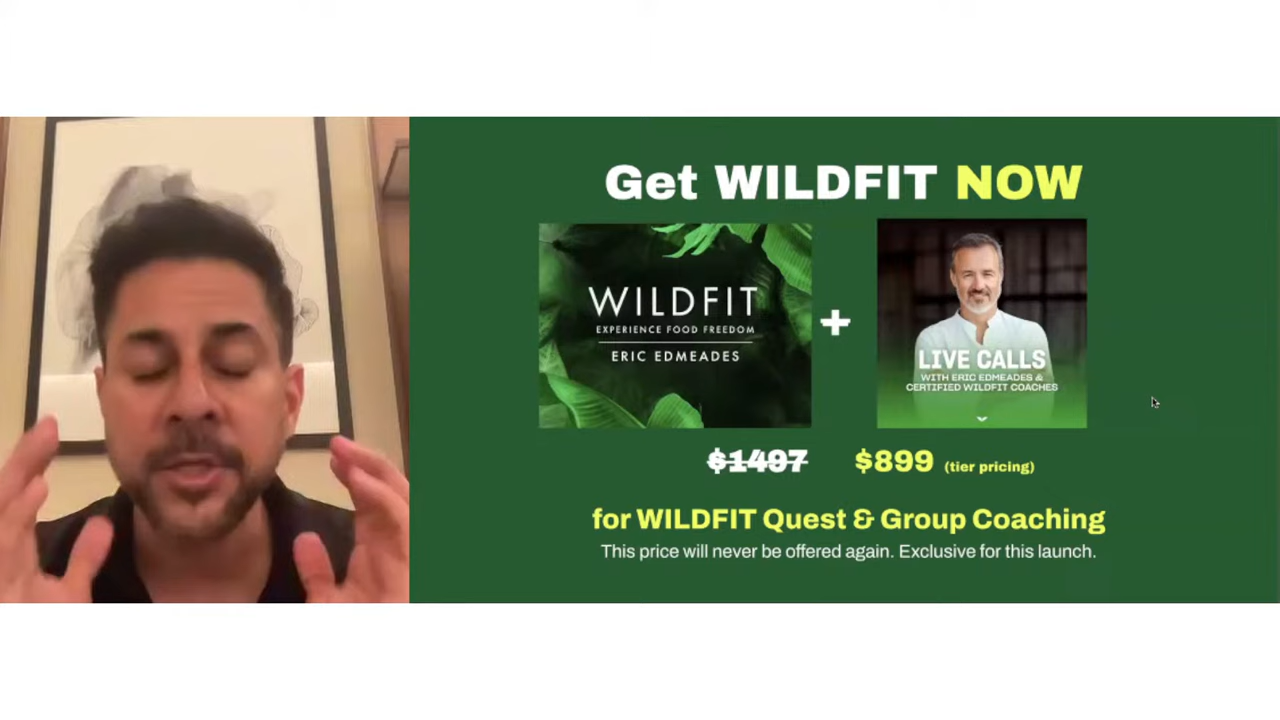 Get WILDFIT NOW
WILDFIT
EXPERIENCE FOOD FREEDOM
ERIC EDMEADES
+
LIVE CALLS
WITH ERIC EDMEADES &
CERTIFIED WILDFIT COACHES
$1497 $899 (tier pricing)
for WILDFIT Quest & Group Coaching
This price will never be offered again. Exclusive for this launch.